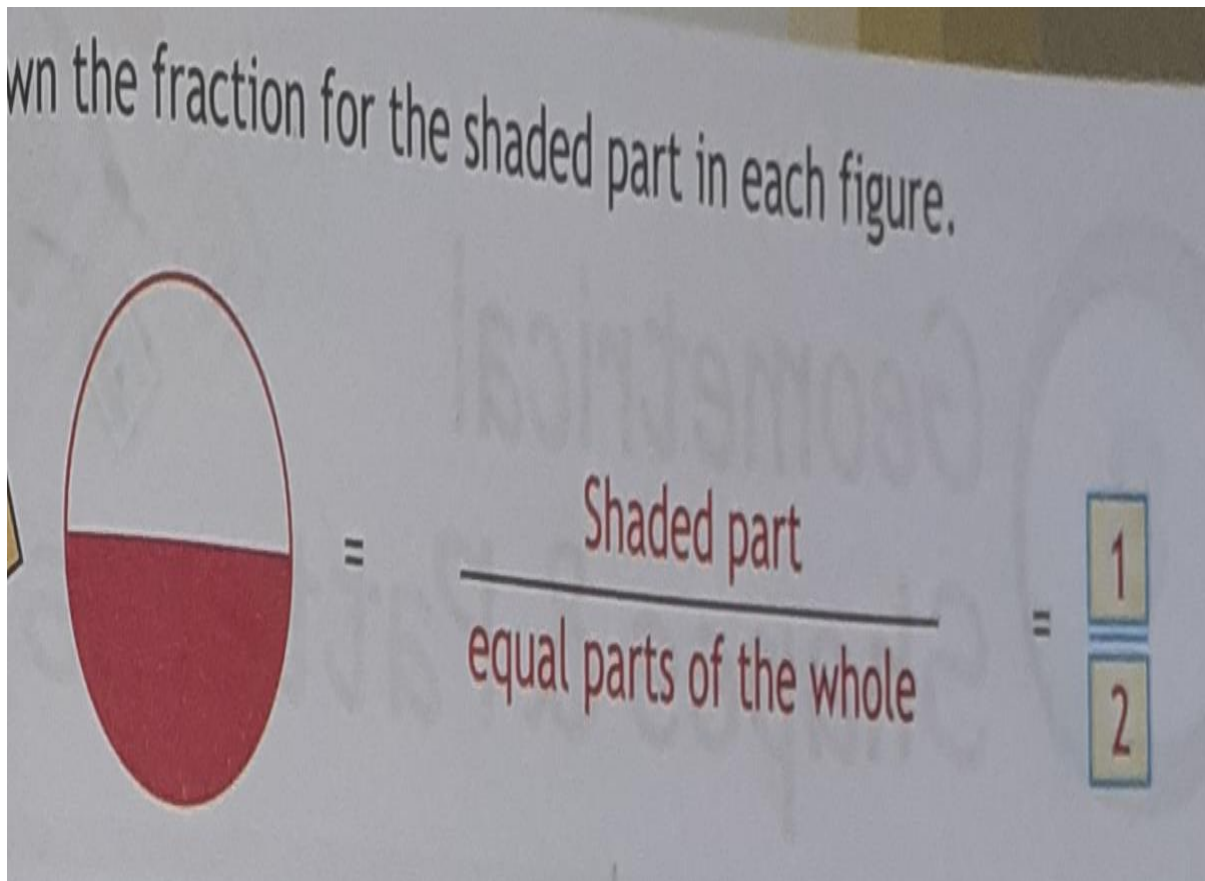 wn the fraction for the shaded part in each figure.
= Shaded part = 1
equal parts of the whole 2